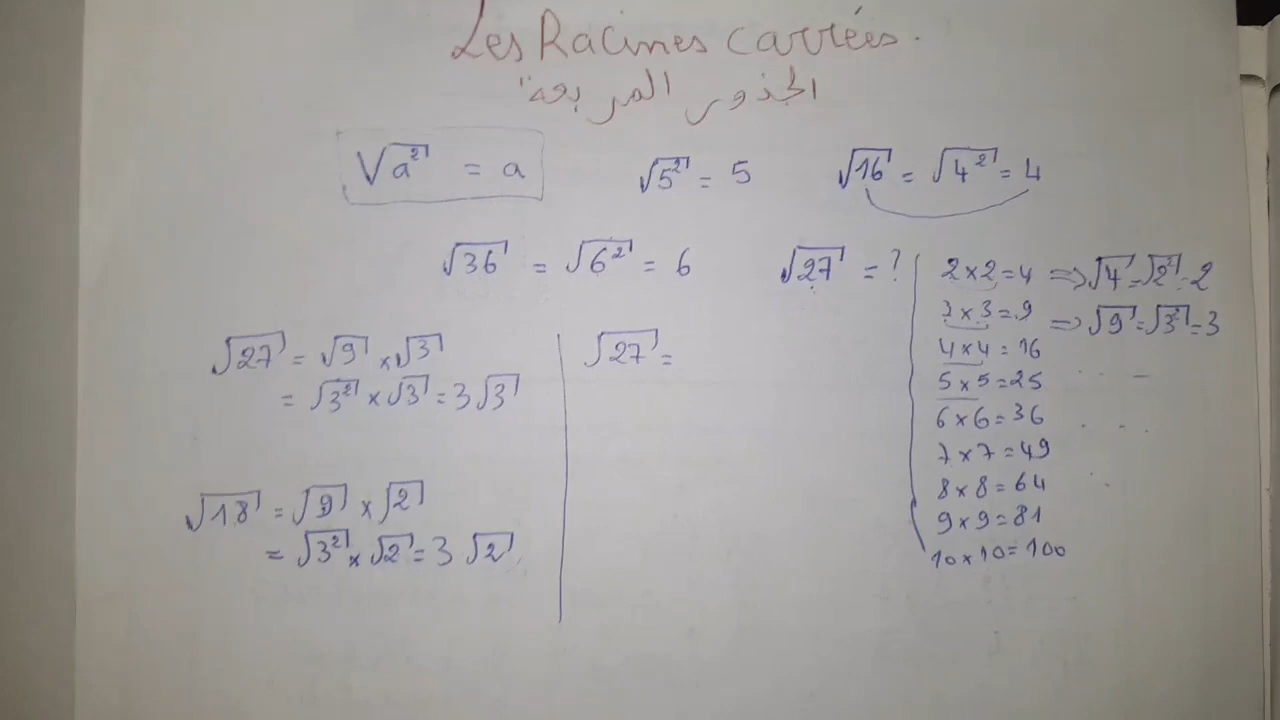 Les Racines carrées.
الجذور المربعة
√a² = a
√5² = 5
√16 = √4² = 4
√36 = √6² = 6
√27 = ?
2 × 2 = 4 ⇒ √4 = √2² = 2
3 × 3 = 9 ⇒ √9 = √3² = 3
4 × 4 = 16
5 × 5 = 25
6 × 6 = 36
7 × 7 = 49
8 × 8 = 64
9 × 9 = 81
10 × 10 = 100
√27 = √9 × √3
= √3² × √3 = 3√3
√18 = √9 × √2
= √3² × √2 = 3√2
√27 =